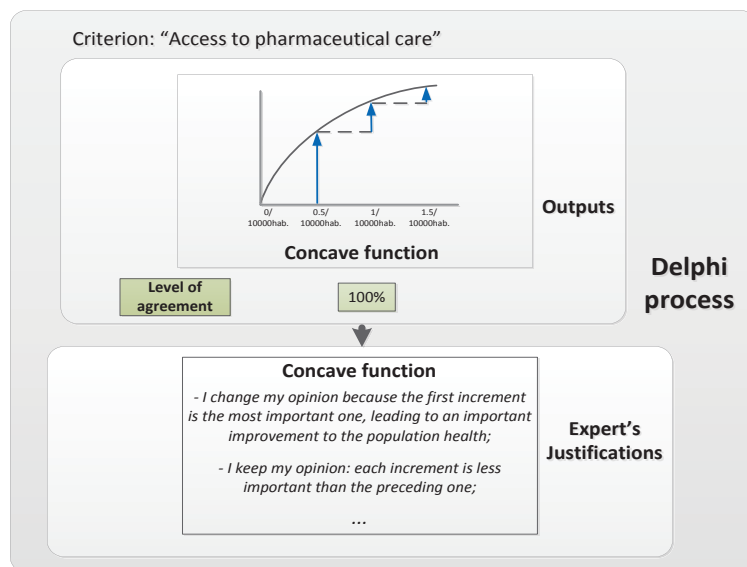 Criterion: “Access to pharmaceutical care”
0/
10000hab.
0.5/
10000hab.
1/
10000hab.
1.5/
10000hab.
Concave function
Outputs
Level of
agreement
100%
Delphi
process
Concave function
- I change my opinion because the first increment
is the most important one, leading to an important
improvement to the population health;
- I keep my opinion: each increment is less
important than the preceding one;
...
Expert’s
Justifications